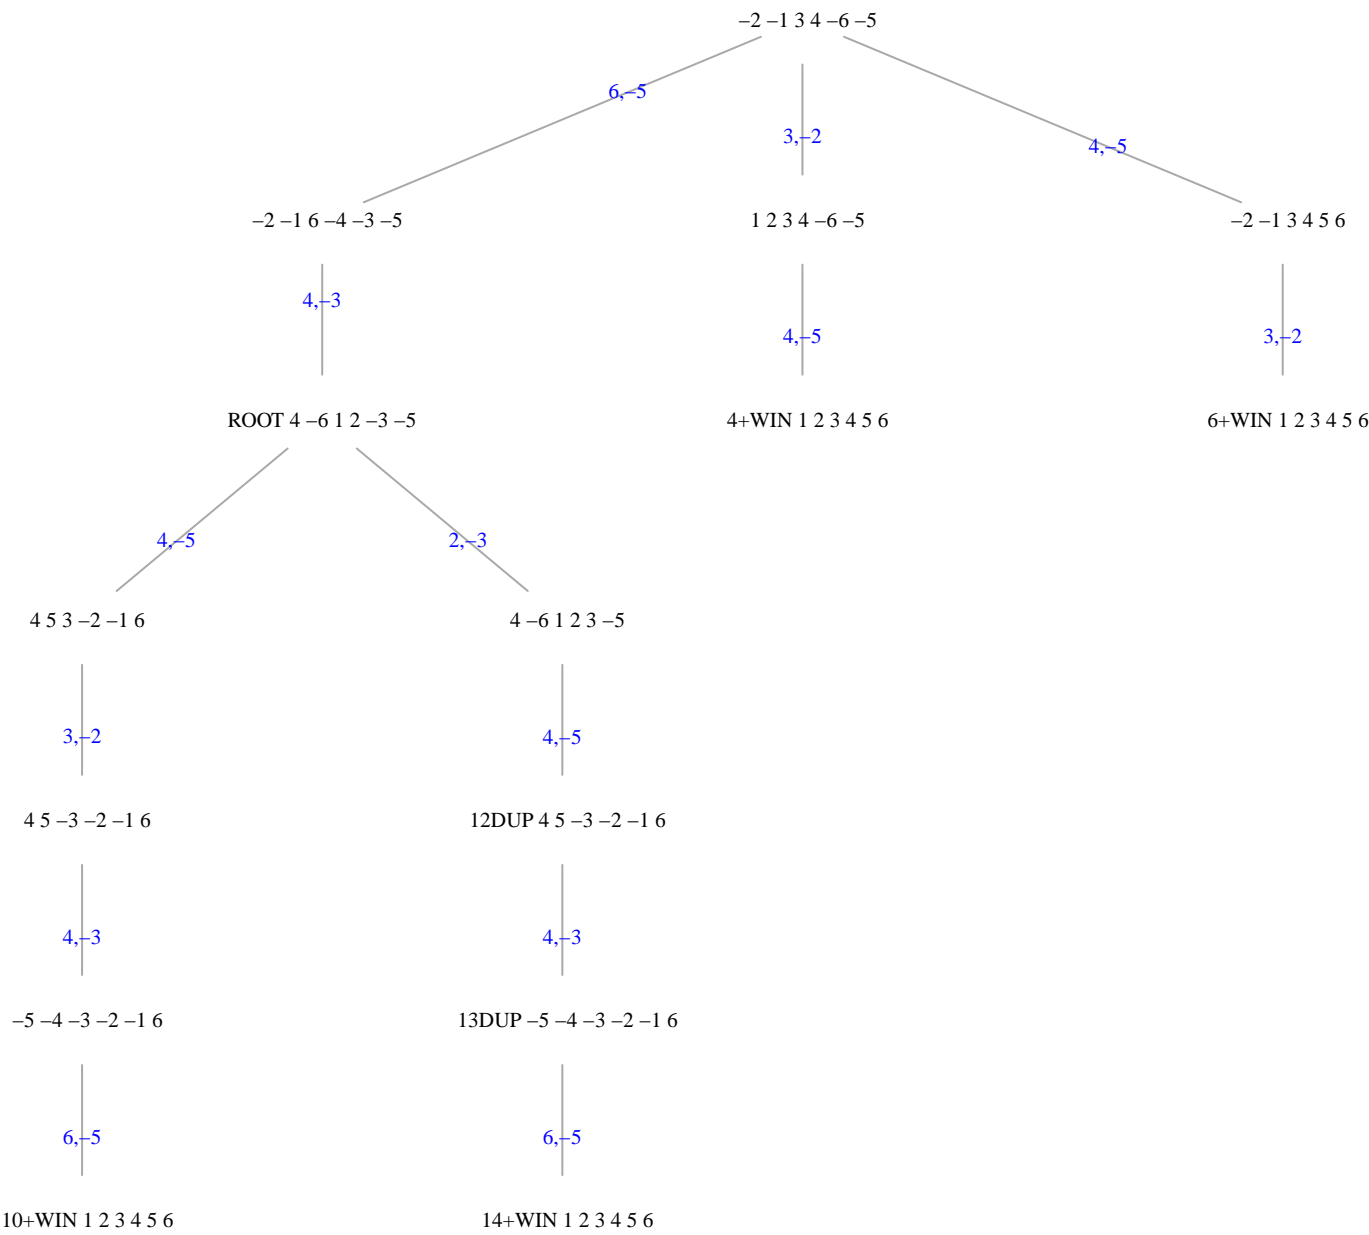 –2 –1 3 4 –6 –5
6,–5
3,–2
4,–5
–2 –1 6 –4 –3 –5
1 2 3 4 –6 –5
–2 –1 3 4 5 6
4,–3
4,–5
3,–2
ROOT 4 –6 1 2 –3 –5
4+WIN 1 2 3 4 5 6
6+WIN 1 2 3 4 5 6
4,–5
2,–3
4 5 3 –2 –1 6
4 –6 1 2 3 –5
3,–2
4,–5
4 5 –3 –2 –1 6
12DUP 4 5 –3 –2 –1 6
4,–3
4,–3
–5 –4 –3 –2 –1 6
13DUP –5 –4 –3 –2 –1 6
6,–5
6,–5
10+WIN 1 2 3 4 5 6
14+WIN 1 2 3 4 5 6